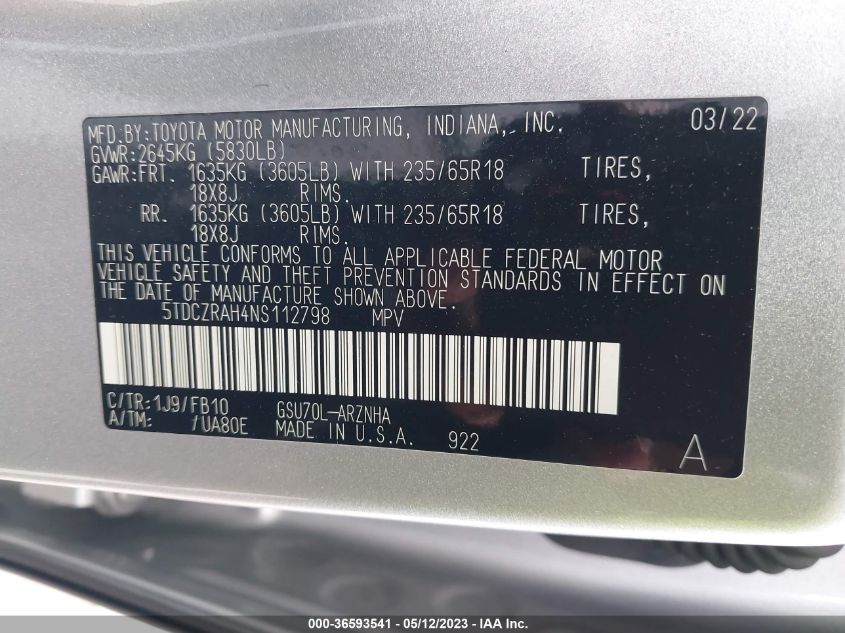 MFD.BY:TOYOTA MOTOR MANUFACTURING, INDIANA, INC. 03/22
GVWR:2645KG (5830LB)
GAWR:FRT. 1635KG (3605LB) WITH 235/65R18 TIRES,
18X8J RIMS.
RR. 1635KG (3605LB) WITH 235/65R18 TIRES,
18X8J RIMS.
THIS VEHICLE CONFORMS TO ALL APPLICABLE FEDERAL MOTOR
VEHICLE SAFETY AND THEFT PREVENTION STANDARDS IN EFFECT ON
THE DATE OF MANUFACTURE SHOWN ABOVE.
5TDCZRAH4NS112798 MPV
C/TR:1J9/FB10 GSU70L-ARZNHA
A/TM: /UA80E MADE IN U.S.A. 922 A
000-36593541 - 05/12/2023 - IAA Inc.